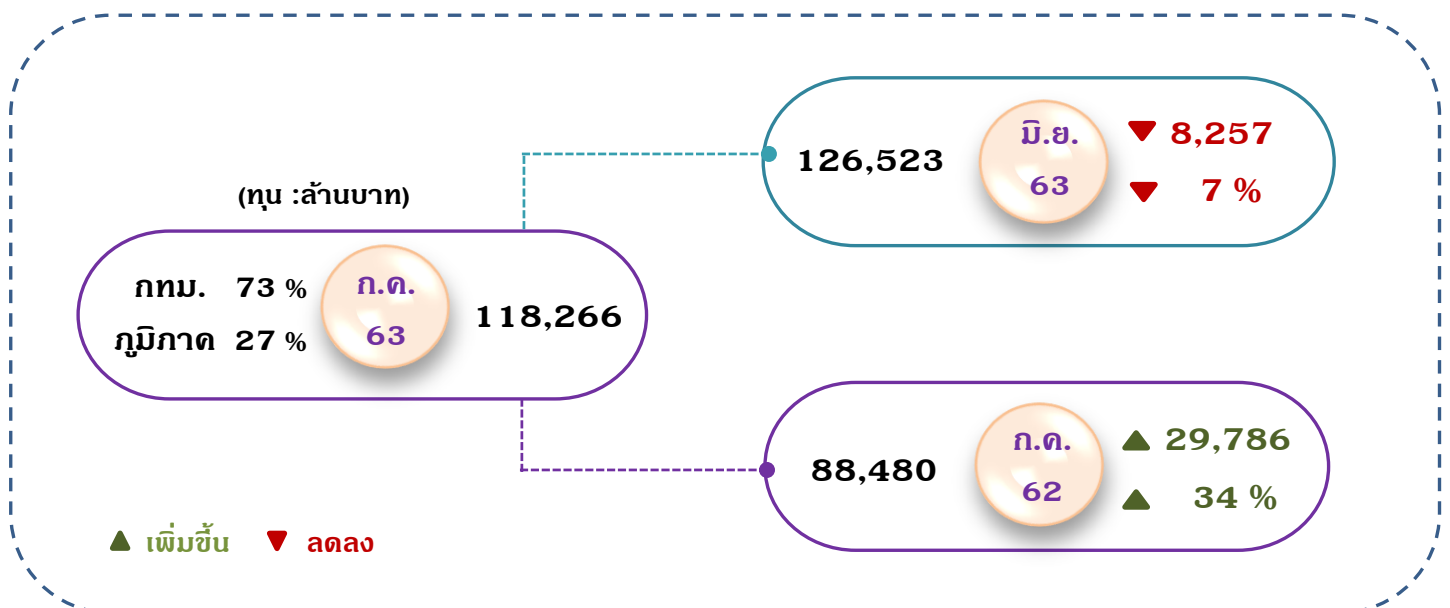 (ทุน :ล้านบาท)
กทม. 73 %
ภูมิภาค 27 %
ก.ค.
63
118,266
126,523
มิ.ย.
63
▼ 8,257
▼ 7 %
88,480
ก.ค.
62
▲ 29,786
▲ 34 %
▲ เพิ่มขึ้น ▼ ลดลง